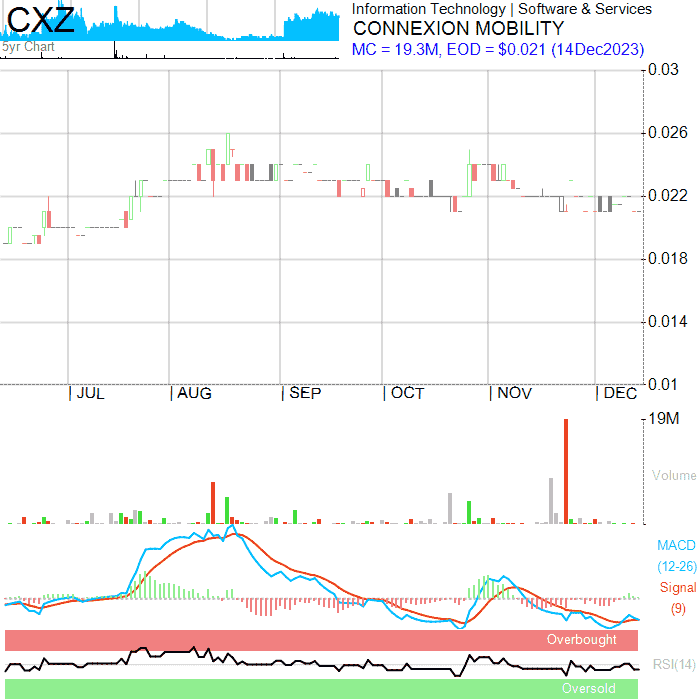 CXZ
5yr Chart
Information Technology | Software & Services
CONNEXION MOBILITY
MC = 19.3M, EOD = $0.021 (14Dec2023)
0.03
0.026
0.022
0.018
0.014
0.01
| JUL | AUG | SEP | OCT | NOV | DEC
19M
Volume
MACD
(12-26)
Signal
(9)
Overbought
RSI(14)
Oversold